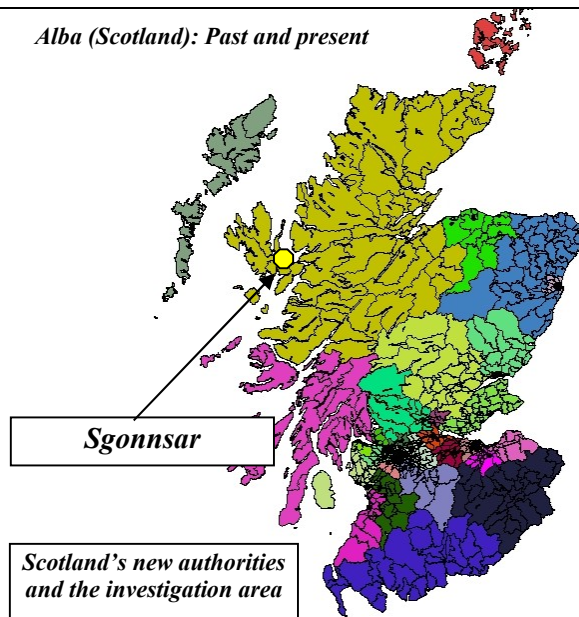 Alba (Scotland): Past and present
Sgonnsar
Scotland's new authorities
and the investigation area